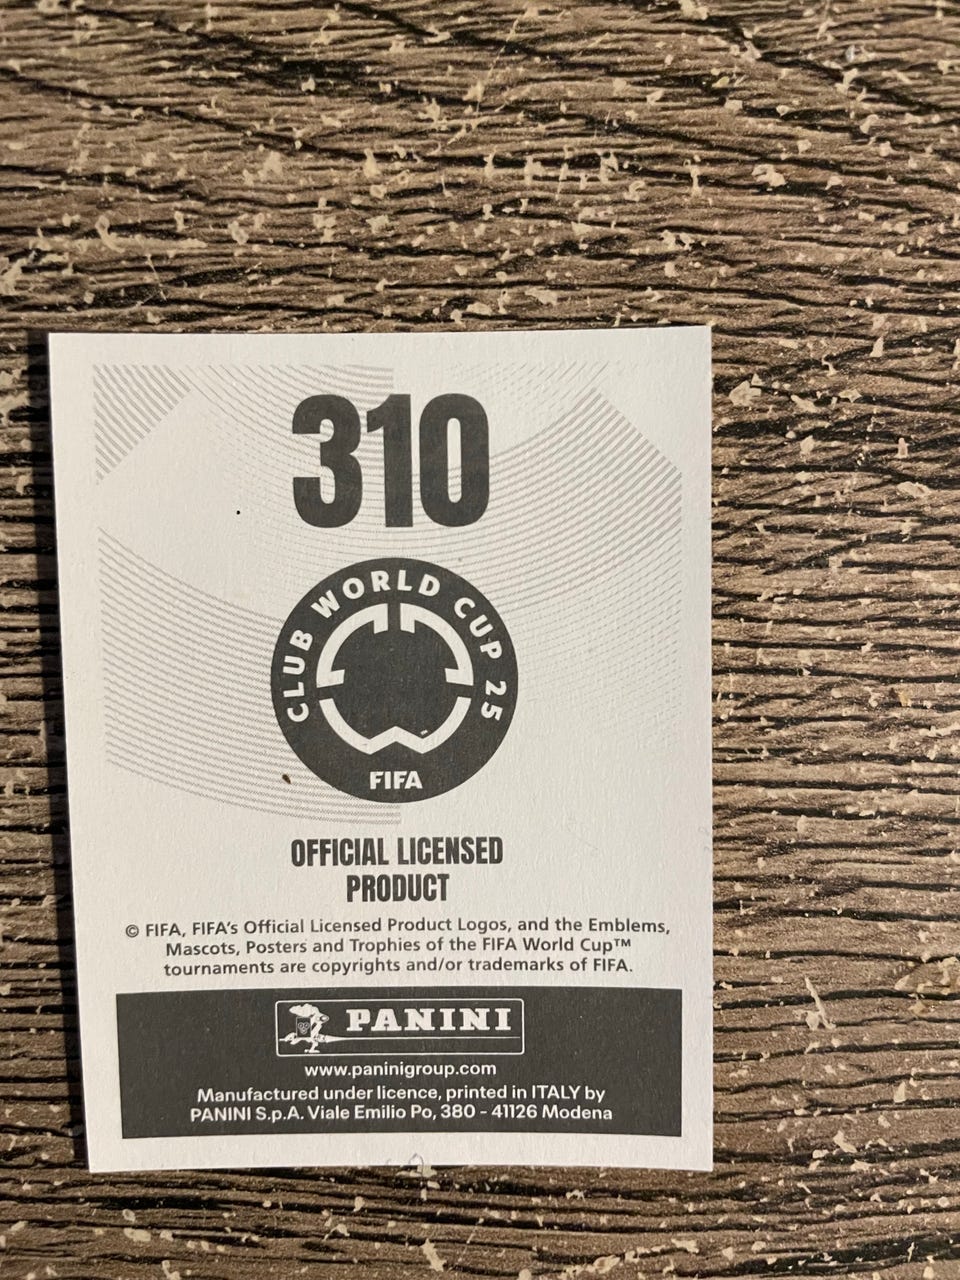 310
CLUB WORLD CUP 25
FIFA
OFFICIAL LICENSED
PRODUCT
© FIFA, FIFA's Official Licensed Product Logos, and the Emblems,
Mascots, Posters and Trophies of the FIFA World Cup™
tournaments are copyrights and/or trademarks of FIFA.
PANINI
www.paninigroup.com
Manufactured under licence, printed in ITALY by
PANINI S.p.A. Viale Emilio Po, 380 - 41126 Modena